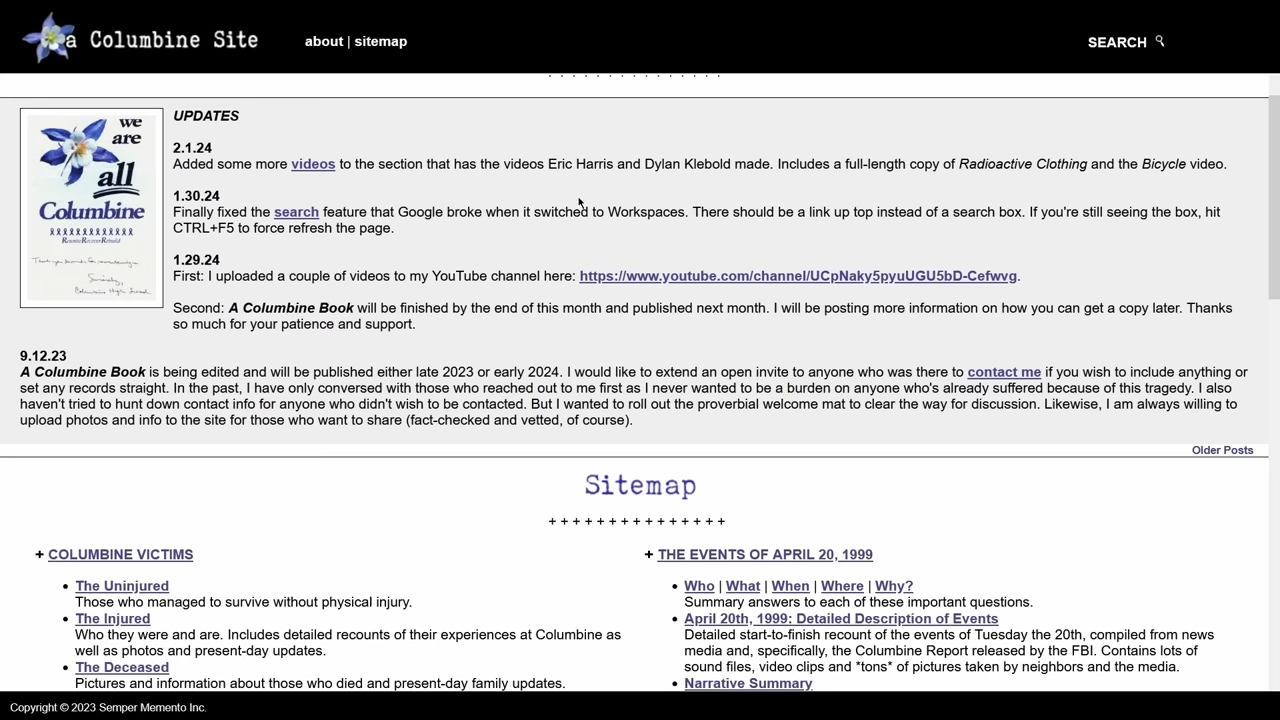 a Columbine Site
about | sitemap
SEARCH
we
are
all
Columbine
UPDATES
2.1.24
Added some more videos to the section that has the videos Eric Harris and Dylan Klebold made. Includes a full-length copy of Radioactive Clothing and the Bicycle video.
1.30.24
Finally fixed the search feature that Google broke when it switched to Workspaces. There should be a link up top instead of a search box. If you're still seeing the box, hit
CTRL+F5 to force refresh the page.
1.29.24
First: I uploaded a couple of videos to my YouTube channel here: https://www.youtube.com/channel/UCpNaky5pyuUGU5bD-Cefwvg.
Second: A Columbine Book will be finished by the end of this month and published next month. I will be posting more information on how you can get a copy later. Thanks
so much for your patience and support.
9.12.23
A Columbine Book is being edited and will be published either late 2023 or early 2024. I would like to extend an open invite to anyone who was there to contact me if you wish to include anything or
set any records straight. In the past, I have only conversed with those who reached out to me first as I never wanted to be a burden on anyone who's already suffered because of this tragedy. I also
haven't tried to hunt down contact info for anyone who didn't wish to be contacted. But I wanted to roll out the proverbial welcome mat to clear the way for discussion. Likewise, I am always willing to
upload photos and info to the site for those who want to share (fact-checked and vetted, of course).
Older Posts
Sitemap
+ + + + + + + + + + + + + + +
+ COLUMBINE VICTIMS
• The Uninjured
Those who managed to survive without physical injury.
• The Injured
Who they were and are. Includes detailed recounts of their experiences at Columbine as
well as photos and present-day updates.
• The Deceased
Pictures and information about those who died and present-day family updates.
+ THE EVENTS OF APRIL 20, 1999
• Who | What | When | Where | Why?
Summary answers to each of these important questions.
• April 20th, 1999: Detailed Description of Events
Detailed start-to-finish recount of the events of Tuesday the 20th, compiled from news
media and, specifically, the Columbine Report released by the FBI. Contains lots of
sound files, video clips and *tons* of pictures taken by neighbors and the media.
• Narrative Summary
Copyright © 2023 Semper Memento Inc.